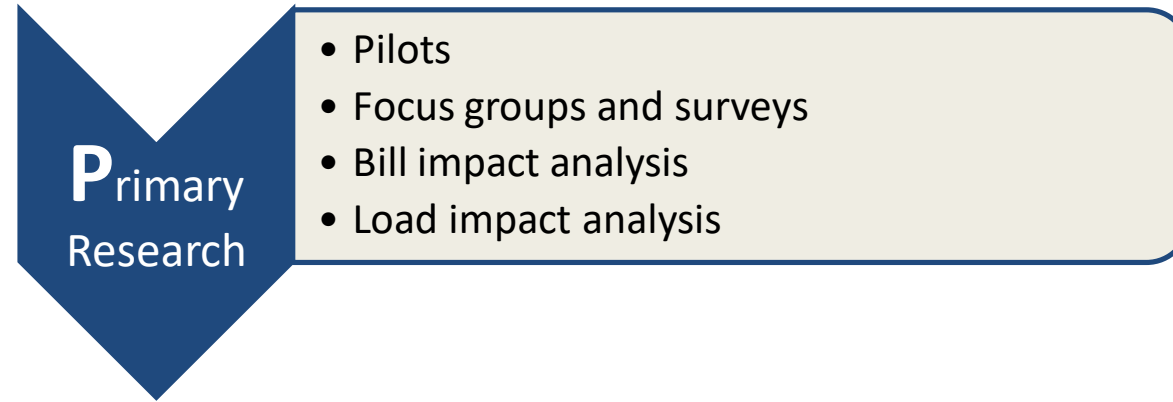 Primary
Research
• Pilots
• Focus groups and surveys
• Bill impact analysis
• Load impact analysis